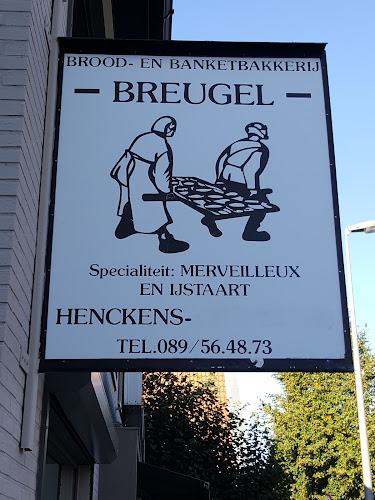 BROOD- EN BANKETBAKKERIJ
- BREUGEL -
Specialiteit: MERVEILLEUX
EN IJSTAART
HENCKENS-
TEL.089/56.48.73